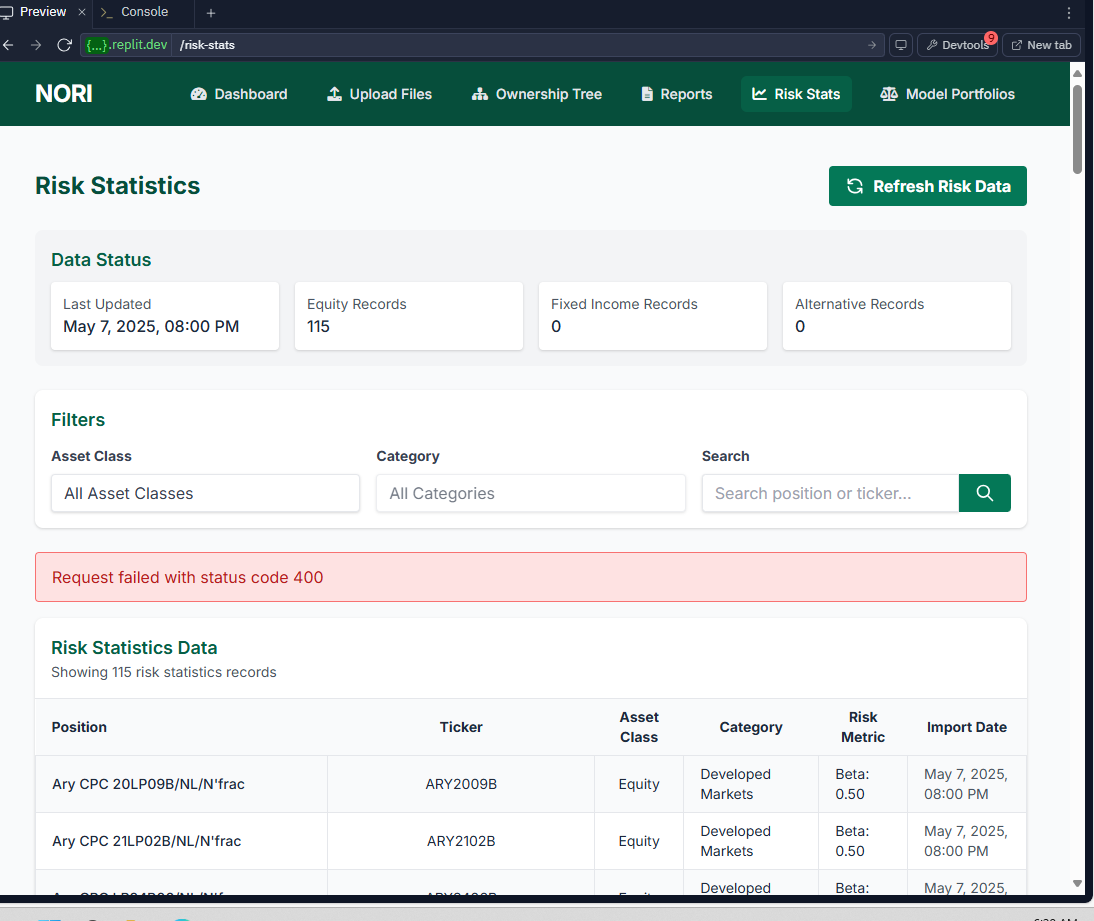 Preview × >_ Console +
{...}.replit.dev /risk-stats Devtools 9 New tab
NORI Dashboard Upload Files Ownership Tree Reports Risk Stats Model Portfolios
Risk Statistics Refresh Risk Data
Data Status
Last Updated Equity Records Fixed Income Records Alternative Records
May 7, 2025, 08:00 PM 115 0 0
Filters
Asset Class Category Search
All Asset Classes All Categories Search position or ticker...
Request failed with status code 400
Risk Statistics Data
Showing 115 risk statistics records
Position Ticker Asset Class Category Risk Metric Import Date
Ary CPC 20LP09B/NL/N'frac ARY2009B Equity Developed Markets Beta: 0.50 May 7, 2025, 08:00 PM
Ary CPC 21LP02B/NL/N'frac ARY2102B Equity Developed Markets Beta: 0.50 May 7, 2025, 08:00 PM
Developed Beta: May 7, 2025,